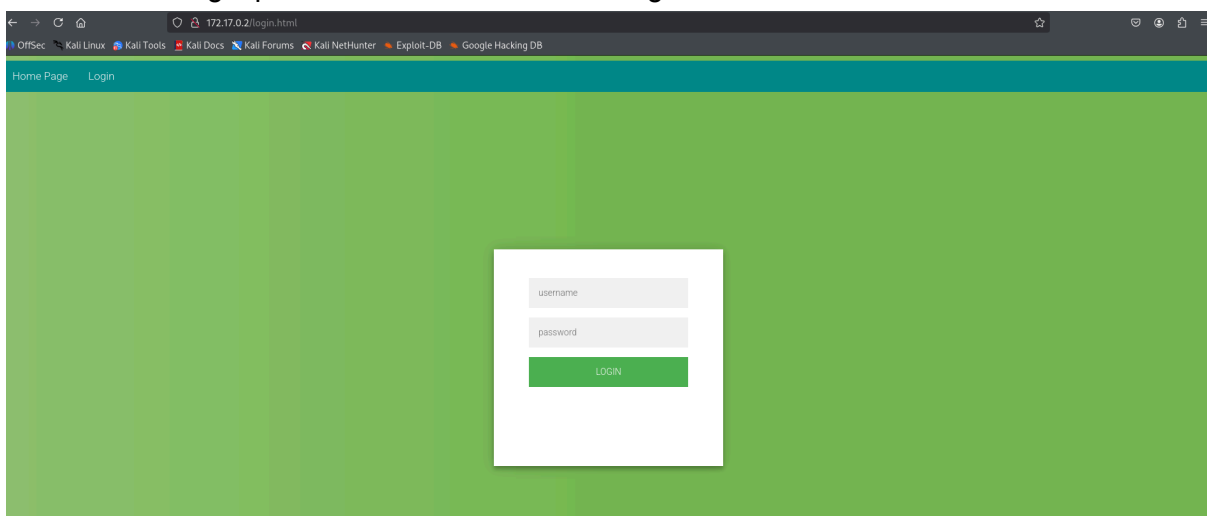 172.17.0.2/login.html
OffSec Kali Linux Kali Tools Kali Docs Kali Forums Kali NetHunter Exploit-DB Google Hacking DB
Home Page Login
username
password
LOGIN